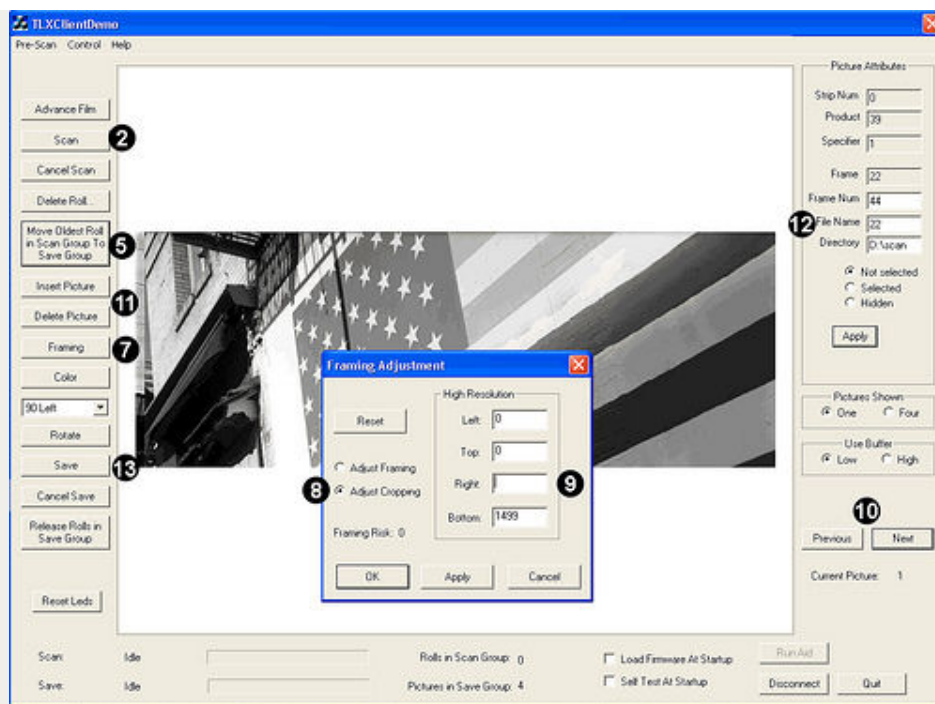 TLXClientDemo
Pre-Scan Control Help
Advance Film
Scan
2
Cancel Scan
Delete Roll...
Move Oldest Roll
in Scan Group To
Save Group
5
Insert Picture
11
Delete Picture
Framing
7
Color
90 Left
Rotate
Save
13
Cancel Save
Release Rolls in
Save Group
Reset Leds
Framing Adjustment
Reset
Adjust Framing
8
Adjust Cropping
Framing Risk: 0
High Resolution
Left: 0
Top: 0
Right:
9
Bottom: 1499
OK
Apply
Cancel
Picture Attributes
Strip Num 0
Product 39
Specifier 1
Frame 22
Frame Num 44
12
File Name 22
Directory D:\scan
Not selected
Selected
Hidden
Apply
Pictures Shown
One
Four
Use Buffer
Low
High
10
Previous
Next
Current Picture: 1
Scan: Idle
Rolls in Scan Group: 0
Load Firmware At Startup
Run Aid
Save: Idle
Pictures in Save Group: 4
Self Test At Startup
Disconnect
Quit